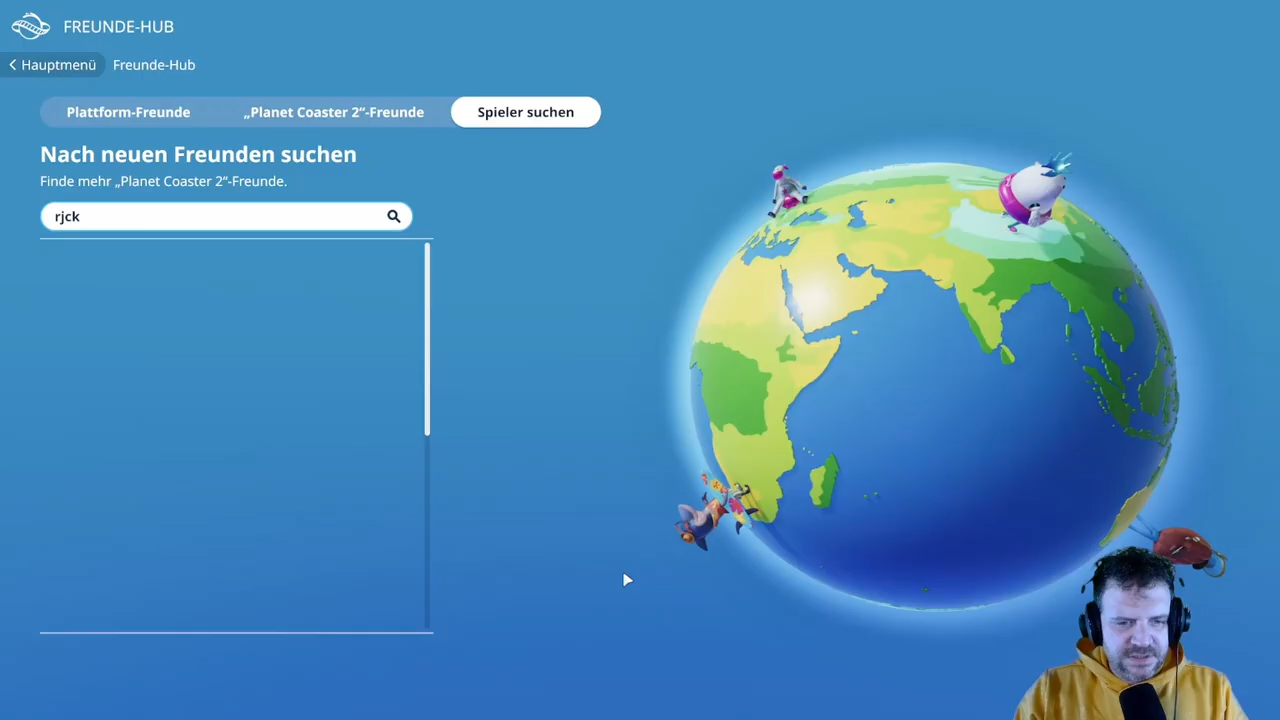 FREUNDE-HUB
Hauptmenü Freunde-Hub
Plattform-Freunde „Planet Coaster 2“-Freunde Spieler suchen
Nach neuen Freunden suchen
Finde mehr „Planet Coaster 2“-Freunde.
rjck